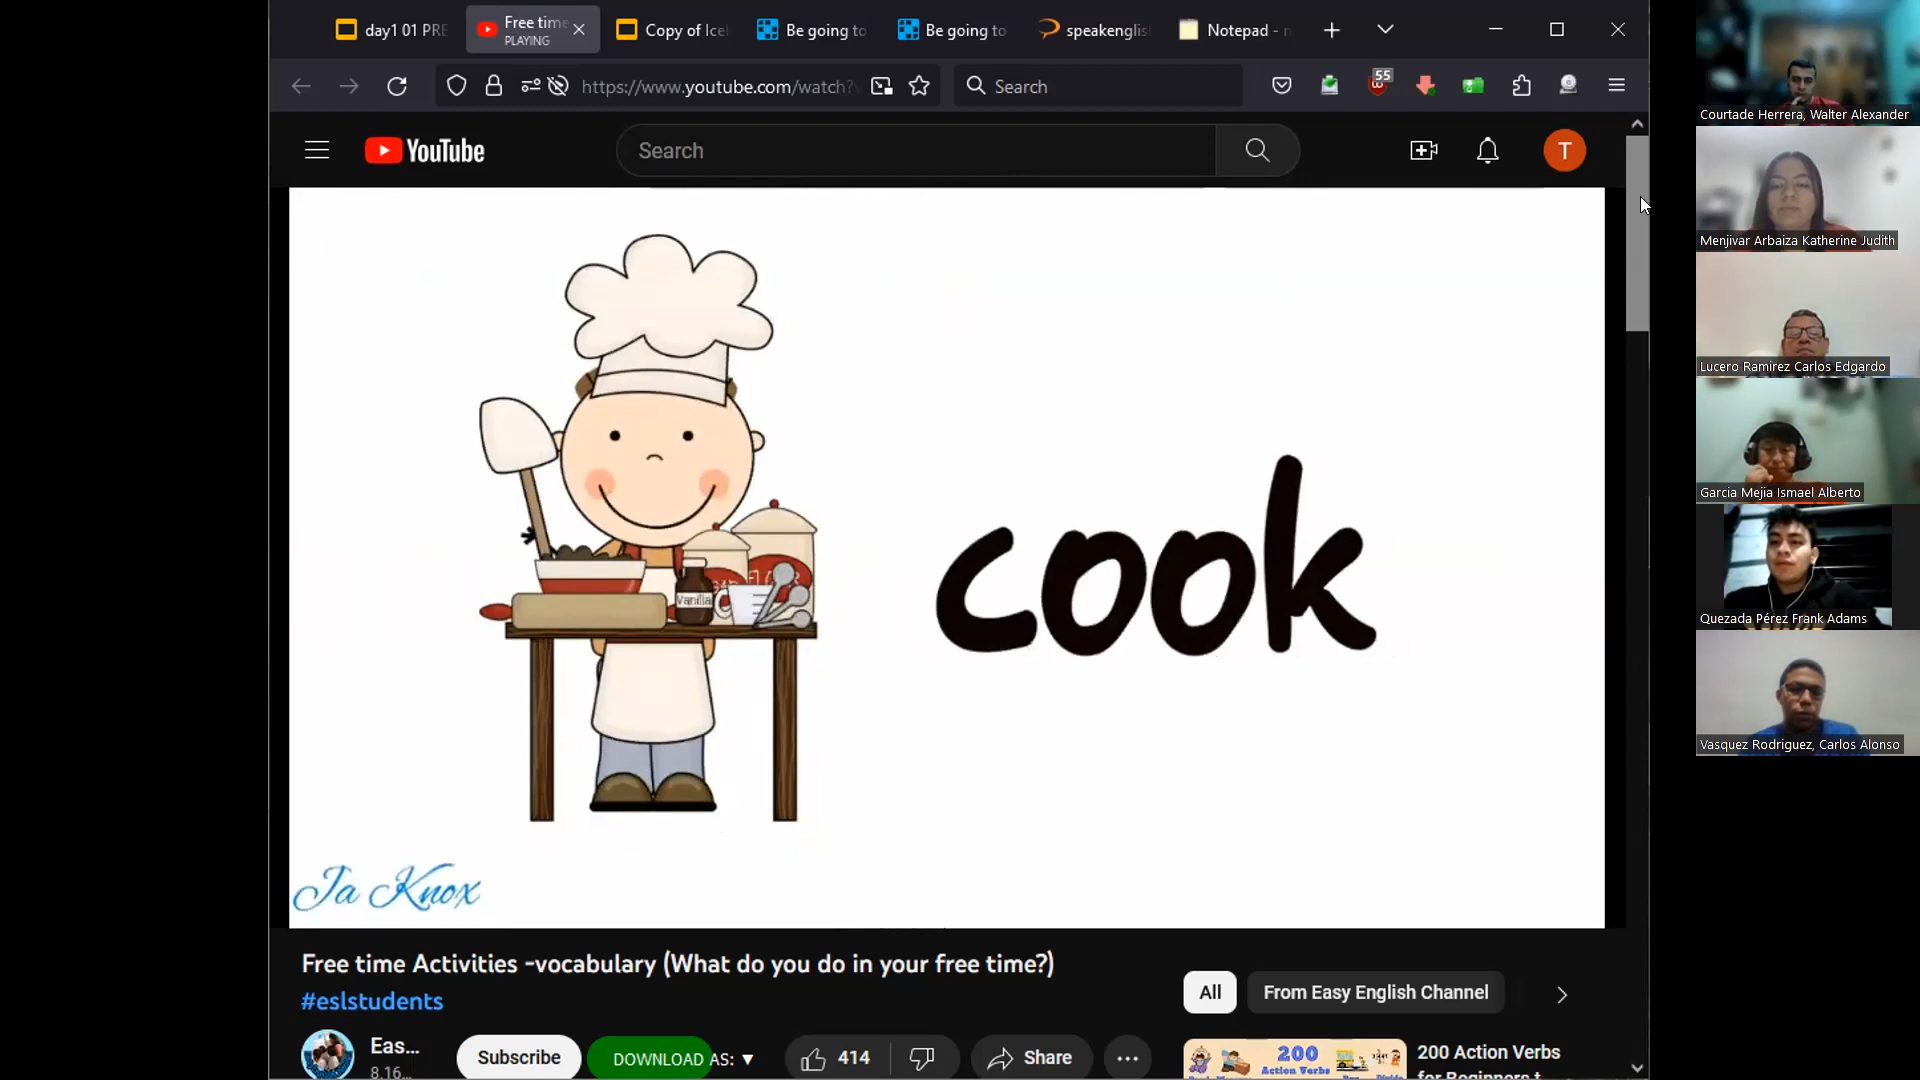 day1 01 PRE
Free time
PLAYING
Copy of Icel
Be going to
Be going to
speakenglis
Notepad - n
https://www.youtube.com/watch?
Search
55
YouTube
Search
T
cook
Vanilla
Ja Knox
Free time Activities -vocabulary (What do you do in your free time?)
#eslstudents
All
From Easy English Channel
Eas...
8.16...
Subscribe
DOWNLOAD AS: ▼
414
Share
200
Action Verbs
200 Action Verbs
for Beginners t
Courtade Herrera, Walter Alexander
Menjivar Arbaiza Katherine Judith
Lucero Ramirez Carlos Edgardo
Garcia Mejia Ismael Alberto
Quezada Pérez Frank Adams
Vasquez Rodriguez, Carlos Alonso